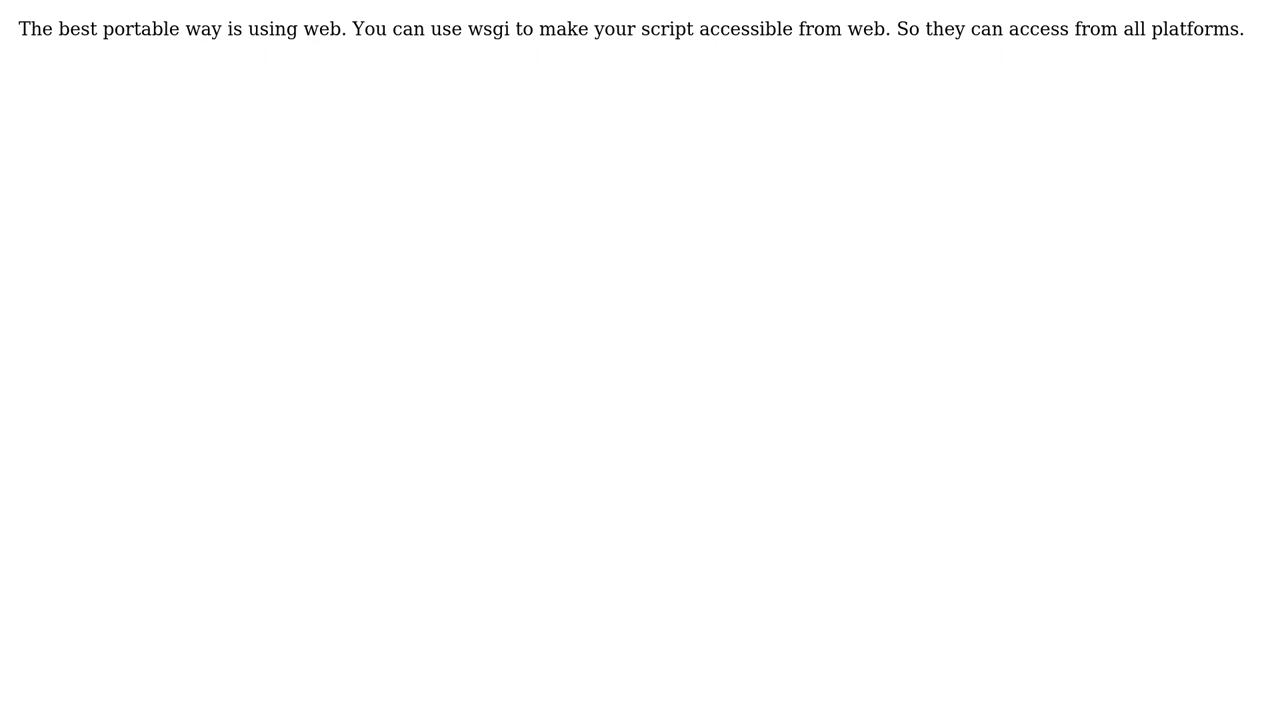 The best portable way is using web. You can use wsgi to make your script accessible from web. So they can access from all platforms.